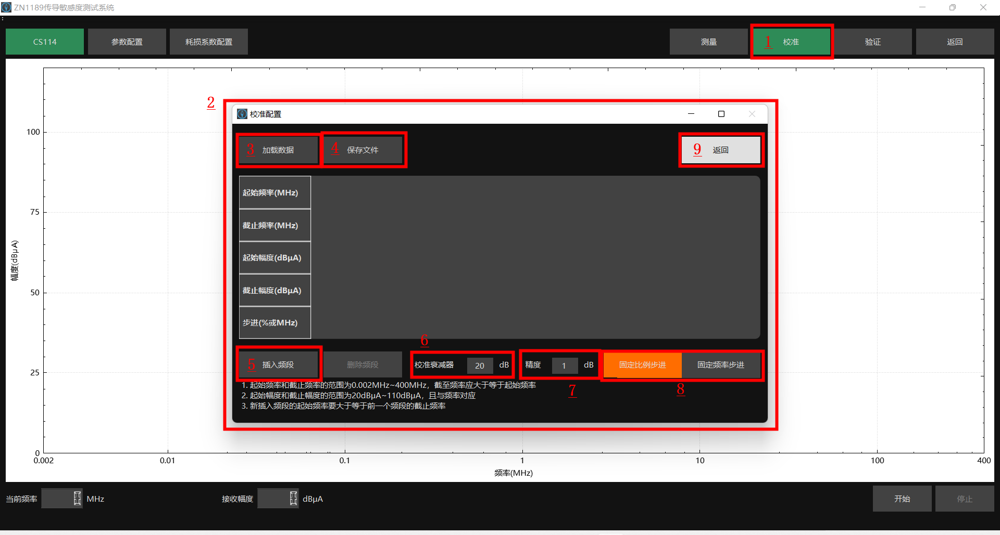 ZN1189传导敏感度测试系统
:
CS114 参数配置 耗损系数配置 测量 1 校准 验证 返回
2
校准配置
3 加载数据 4 保存文件 9 返回
起始频率(MHz)
截止频率(MHz)
起始幅度(dBμA)
截止幅度(dBμA)
步进(%或MHz)
6
5 插入频段 删除频段 校准衰减器 20 dB 精度 1 dB 固定比例步进 固定频率步进
7
8
1. 起始频率和截止频率的范围为0.002MHz~400MHz，截至频率应大于等于起始频率
2. 起始幅度和截止幅度的范围为20dBμA~110dBμA，且与频率对应
3. 新插入频段的起始频率要大于等于前一个频段的截止频率
100
75
50
25
0
幅度(dBμA)
0.002 0.01 0.1 1 10 100 400
频率(MHz)
当前频率 0 MHz 接收幅度 0 dBμA 开始 停止